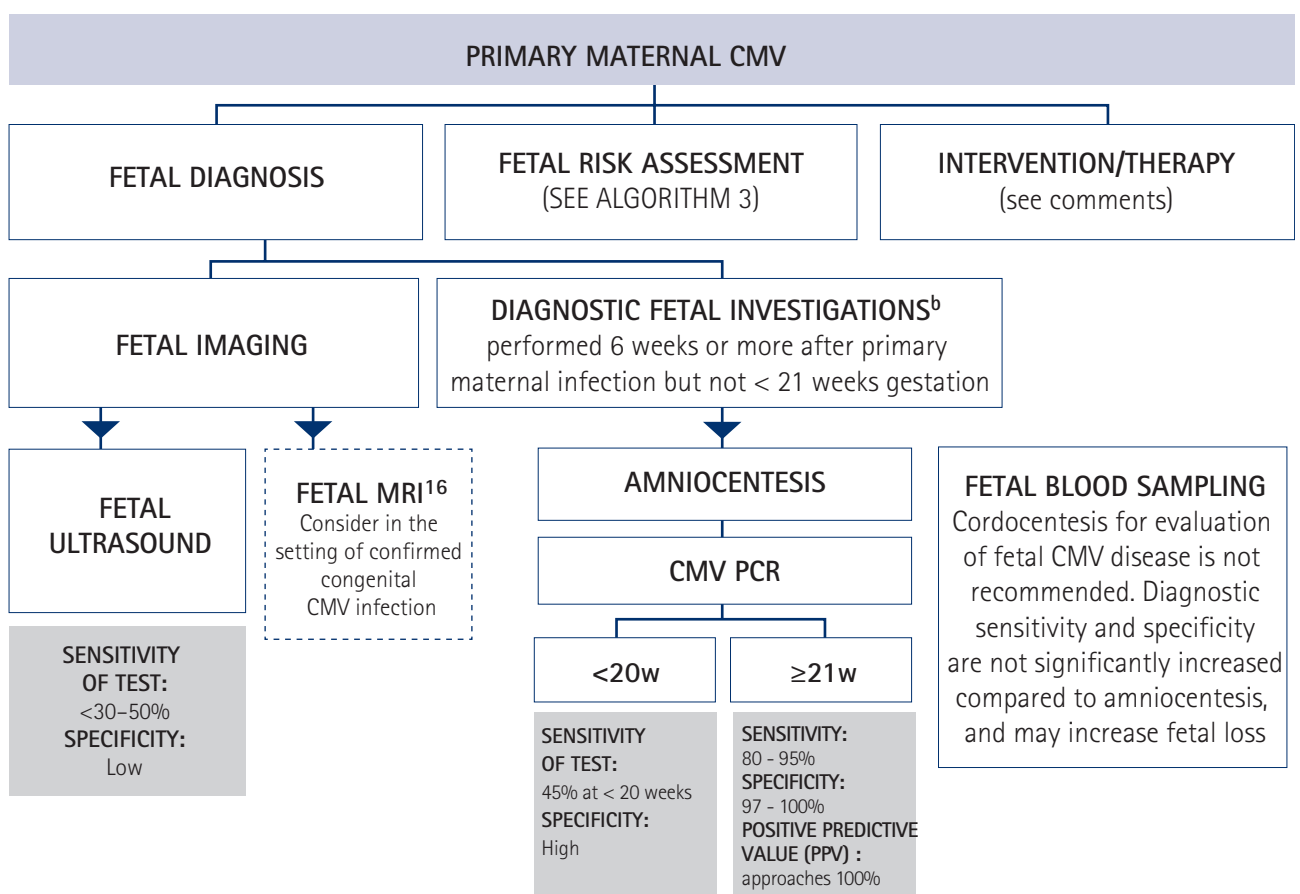 PRIMARY MATERNAL CMV
FETAL DIAGNOSIS
FETAL RISK ASSESSMENT
(SEE ALGORITHM 3)
INTERVENTION/THERAPY
(see comments)
FETAL IMAGING
DIAGNOSTIC FETAL INVESTIGATIONSᵇ
performed 6 weeks or more after primary
maternal infection but not < 21 weeks gestation
FETAL
ULTRASOUND
SENSITIVITY
OF TEST:
<30–50%
SPECIFICITY:
Low
FETAL MRI¹⁶
Consider in the
setting of confirmed
congenital
CMV infection
AMNIOCENTESIS
CMV PCR
<20w
SENSITIVITY
OF TEST:
45% at < 20 weeks
SPECIFICITY:
High
≥21w
SENSITIVITY:
80 - 95%
SPECIFICITY:
97 - 100%
POSITIVE PREDICTIVE
VALUE (PPV) :
approaches 100%
FETAL BLOOD SAMPLING
Cordocentesis for evaluation
of fetal CMV disease is not
recommended. Diagnostic
sensitivity and specificity
are not significantly increased
compared to amniocentesis,
and may increase fetal loss